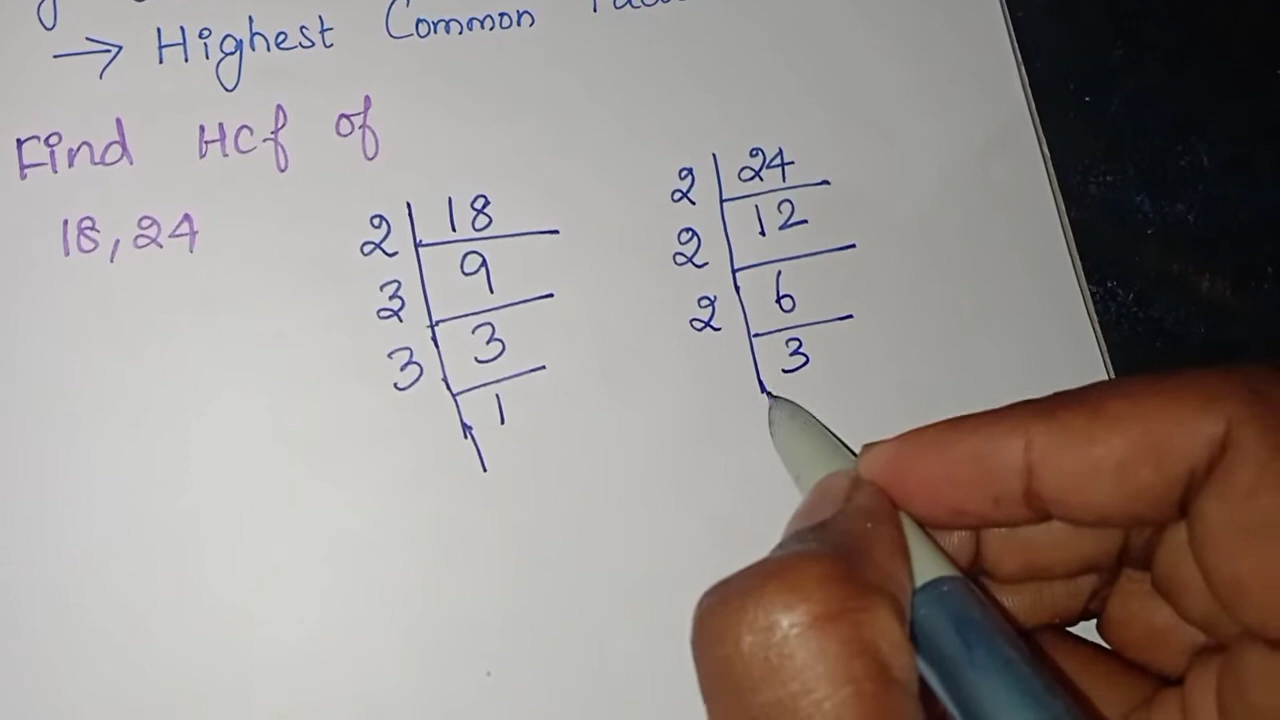 → Highest Common
Find HCf of
18, 24
2 | 18
3 | 9
3 | 3
1
2 | 24
2 | 12
2 | 6
3